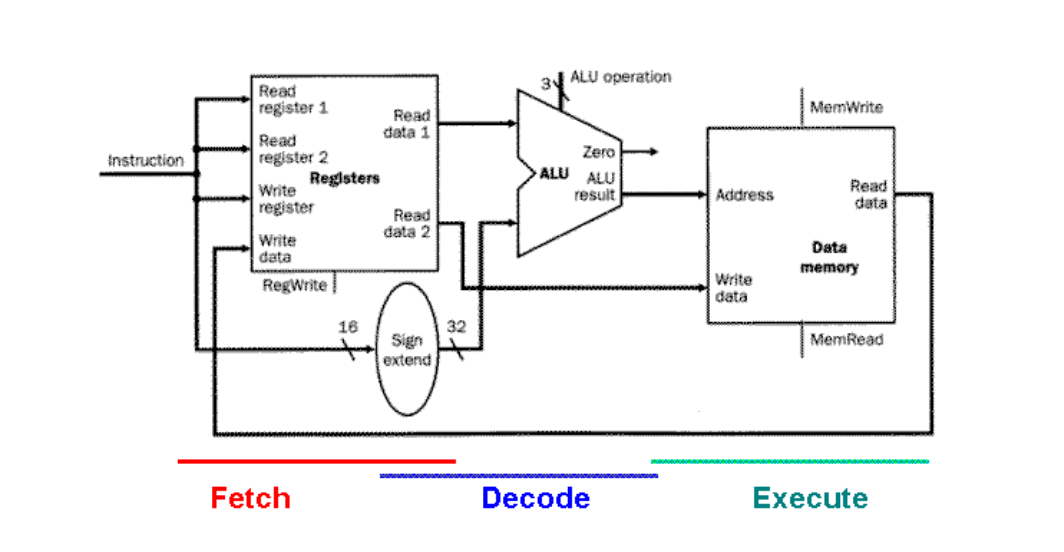 Instruction
Read
register 1
Read
register 2
Registers
Write
register
Write
data
Read
data 1
Read
data 2
RegWrite
16
Sign
extend
32
3
ALU operation
Zero
ALU
ALU
result
MemWrite
Address
Read
data
Data
memory
Write
data
MemRead
Fetch
Decode
Execute